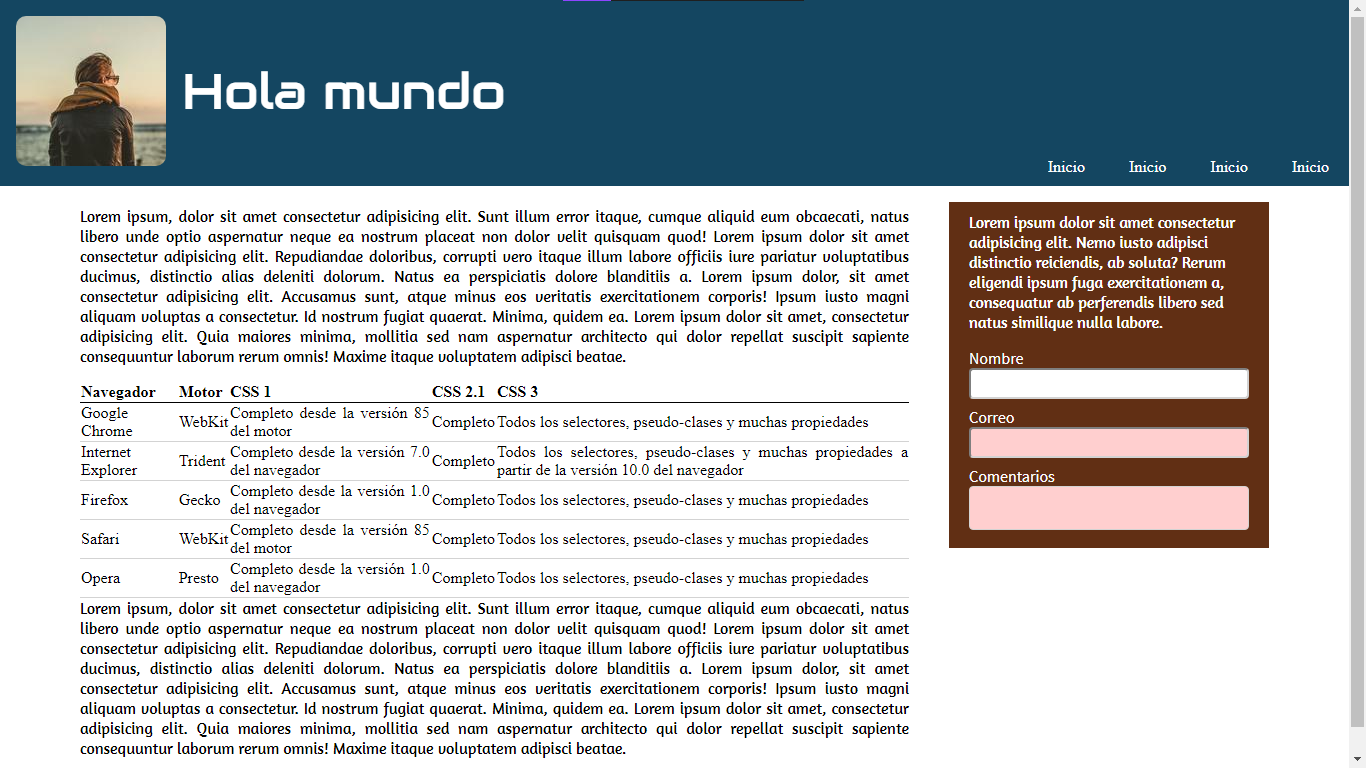 Hola mundo
Inicio Inicio Inicio Inicio
Lorem ipsum, dolor sit amet consectetur adipisicing elit. Sunt illum error itaque, cumque aliquid eum obcaecati, natus
libero unde optio aspernatur neque ea nostrum placeat non dolor velit quisquam quod! Lorem ipsum dolor sit amet
consectetur adipisicing elit. Repudiandae doloribus, corrupti vero itaque illum labore officiis iure pariatur voluptatibus
ducimus, distinctio alias deleniti dolorum. Natus ea perspiciatis dolore blanditiis a. Lorem ipsum dolor, sit amet
consectetur adipisicing elit. Accusamus sunt, atque minus eos veritatis exercitationem corporis! Ipsum iusto magni
aliquam voluptas a consectetur. Id nostrum fugiat quaerat. Minima, quidem ea. Lorem ipsum dolor sit amet, consectetur
adipisicing elit. Quia maiores minima, mollitia sed nam aspernatur architecto qui dolor repellat suscipit sapiente
consequuntur laborum rerum omnis! Maxime itaque voluptatem adipisci beatae.
Navegador Motor CSS 1 CSS 2.1 CSS 3
Google Chrome WebKit Completo desde la versión 85 del motor Completo Todos los selectores, pseudo-clases y muchas propiedades
Internet Explorer Trident Completo desde la versión 7.0 del navegador Completo Todos los selectores, pseudo-clases y muchas propiedades a partir de la versión 10.0 del navegador
Firefox Gecko Completo desde la versión 1.0 del navegador Completo Todos los selectores, pseudo-clases y muchas propiedades
Safari WebKit Completo desde la versión 85 del motor Completo Todos los selectores, pseudo-clases y muchas propiedades
Opera Presto Completo desde la versión 1.0 del navegador Completo Todos los selectores, pseudo-clases y muchas propiedades
Lorem ipsum, dolor sit amet consectetur adipisicing elit. Sunt illum error itaque, cumque aliquid eum obcaecati, natus
libero unde optio aspernatur neque ea nostrum placeat non dolor velit quisquam quod! Lorem ipsum dolor sit amet
consectetur adipisicing elit. Repudiandae doloribus, corrupti vero itaque illum labore officiis iure pariatur voluptatibus
ducimus, distinctio alias deleniti dolorum. Natus ea perspiciatis dolore blanditiis a. Lorem ipsum dolor, sit amet
consectetur adipisicing elit. Accusamus sunt, atque minus eos veritatis exercitationem corporis! Ipsum iusto magni
aliquam voluptas a consectetur. Id nostrum fugiat quaerat. Minima, quidem ea. Lorem ipsum dolor sit amet, consectetur
adipisicing elit. Quia maiores minima, mollitia sed nam aspernatur architecto qui dolor repellat suscipit sapiente
consequuntur laborum rerum omnis! Maxime itaque voluptatem adipisci beatae.
Lorem ipsum dolor sit amet consectetur
adipisicing elit. Nemo iusto adipisci
distinctio reiciendis, ab soluta? Rerum
eligendi ipsum fuga exercitationem a,
consequatur ab perferendis libero sed
natus similique nulla labore.
Nombre
Correo
Comentarios